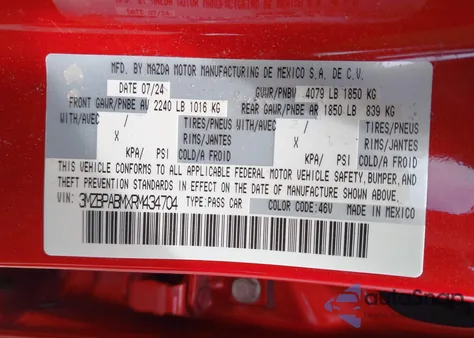 MFD. BY MAZDA MOTOR MANUFACTURING DE MEXICO S.A. DE C.V.
DATE 07/24 GVWR/PNBV 4079 LB 1850 KG
FRONT GAWR/PNBE AV 2240 LB 1016 KG REAR GAWR/PNBE AR 1850 LB 839 KG
WITH/AVEC / TIRES/PNEUS WITH/AVEC / TIRES/PNEUS
X RIMS/JANTES X RIMS/JANTES
KPA/ PSI COLD/A FROID KPA/ PSI COLD/A FROID
THIS VEHICLE CONFORMS TO ALL APPLICABLE FEDERAL MOTOR VEHICLE SAFETY, BUMPER, AND
THEFT PREVENTION STANDARDS IN EFFECT ON THE DATE OF MANUFACTURE SHOWN ABOVE.
VIN: 3MZBPABMXRM434704 TYPE: PASS CAR COLOR CODE: 46V MADE IN MEXICO
autoSnap